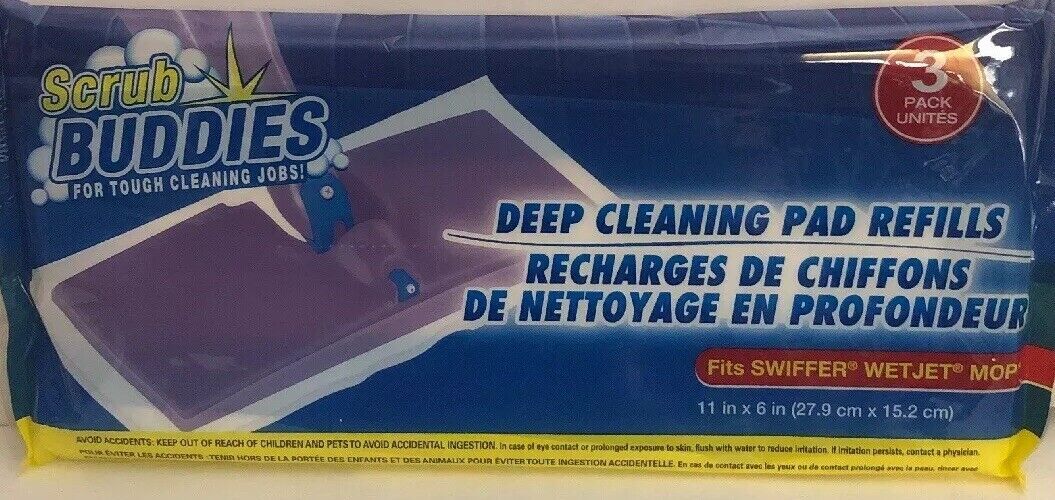 Scrub
BUDDIES
FOR TOUGH CLEANING JOBS!
3
PACK
UNITÉS
DEEP CLEANING PAD REFILLS
RECHARGES DE CHIFFONS
DE NETTOYAGE EN PROFONDEUR
Fits SWIFFER® WETJET® MOP
11 in x 6 in (27.9 cm x 15.2 cm)
AVOID ACCIDENTS: KEEP OUT OF REACH OF CHILDREN AND PETS TO AVOID ACCIDENTAL INGESTION. In case of eye contact or prolonged exposure to skin, flush with water to reduce irritation. If irritation persists, contact a physician.
POUR ÉVITER LES ACCIDENTS : TENIR HORS DE LA PORTÉE DES ENFANTS ET DES ANIMAUX POUR ÉVITER TOUTE INGESTION ACCIDENTELLE. En cas de contact avec les yeux ou de contact prolongé avec la peau, rincer avec